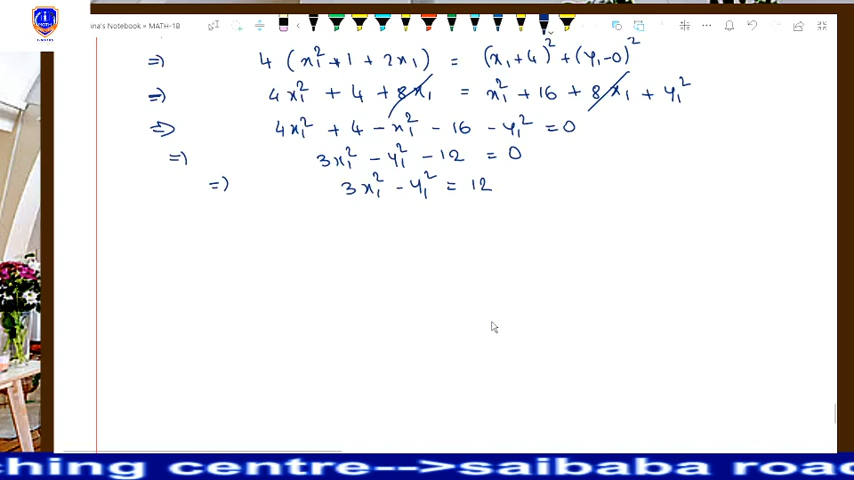 ina's Notebook » MATH-1B
⇒ 4 (x₁² + 1 + 2x₁) = (x₁+4)² + (y₁-0)²
⇒ 4x₁² + 4 + 8x₁ = x₁² + 16 + 8x₁ + y₁²
⇒ 4x₁² + 4 - x₁² - 16 - y₁² = 0
⇒ 3x₁² - y₁² - 12 = 0
⇒ 3x₁² - y₁² = 12
ching centre-->saibaba road